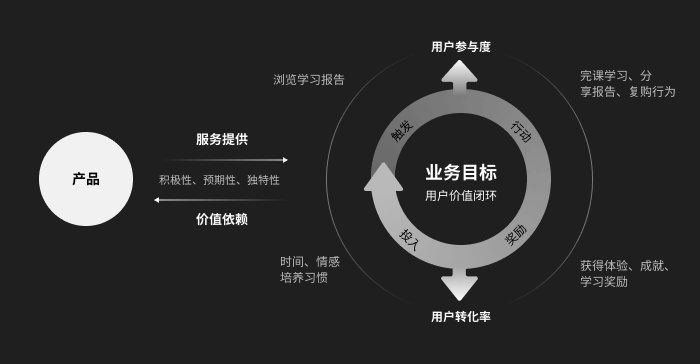 用户参与度
浏览学习报告
完课学习、分
享报告、复购行为
触发
行动
服务提供
产品
积极性、预期性、独特性
业务目标
用户价值闭环
价值依赖
投入
奖励
时间、情感
培养习惯
获得体验、成就、
学习奖励
用户转化率